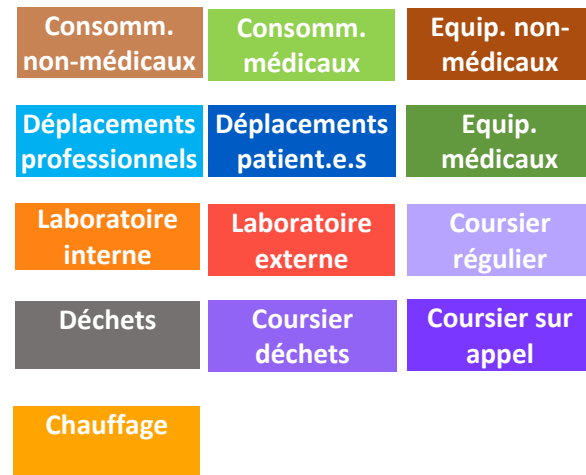 Consomm.
non-médicaux
Consomm.
médicaux
Equip. non-
médicaux
Déplacements
professionnels
Déplacements
patient.e.s
Equip.
médicaux
Laboratoire
interne
Laboratoire
externe
Coursier
régulier
Déchets
Coursier
déchets
Coursier sur
appel
Chauffage